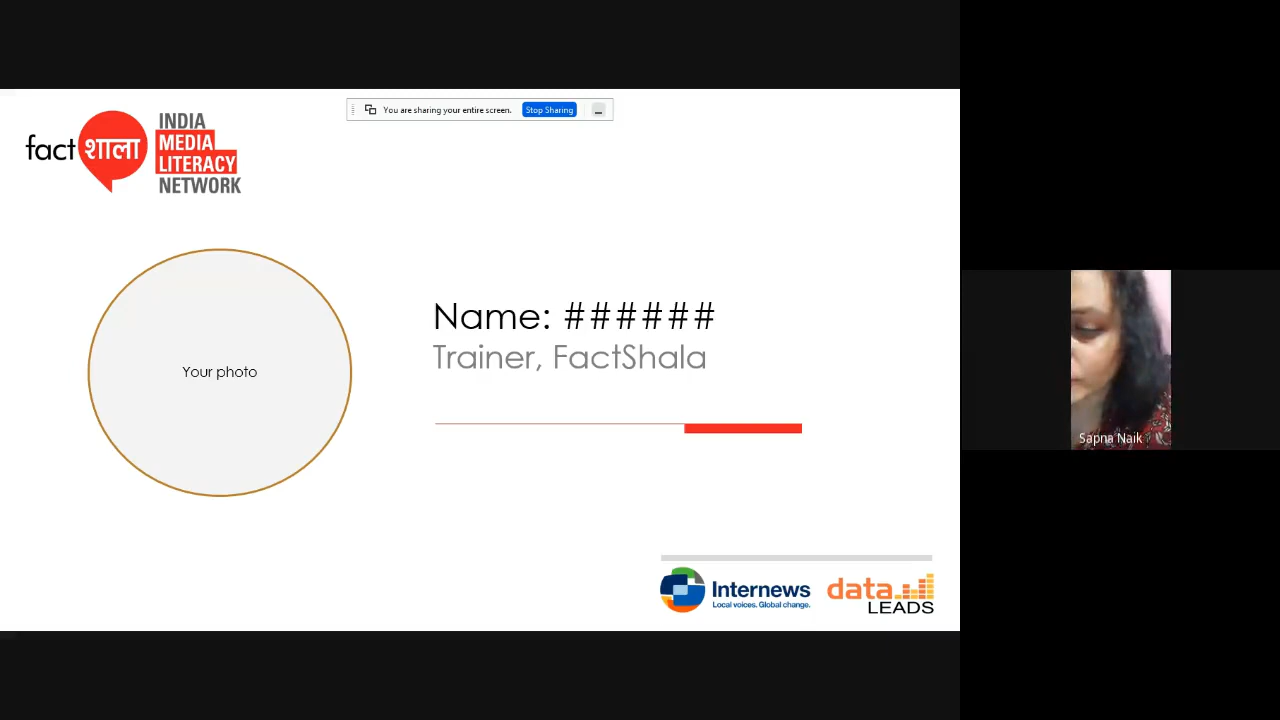 You are sharing your entire screen. Stop Sharing
fact शाला
INDIA
MEDIA
LITERACY
NETWORK
Your photo
Name: ######
Trainer, FactShala
Sapna Naik
Internews
Local voices. Global change.
data
LEADS